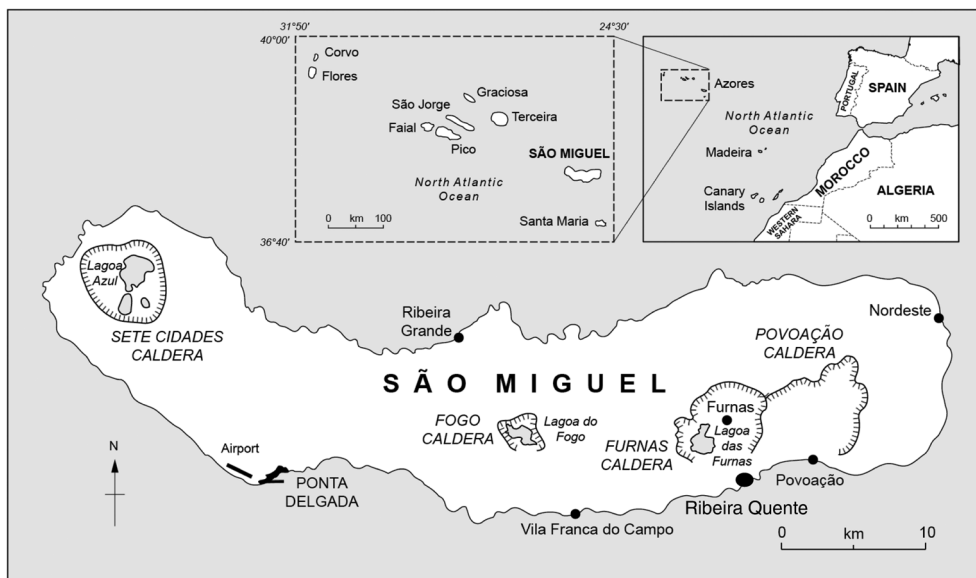 31°50'
24°30'
40°00'
36°40'
Corvo
Flores
Graciosa
São Jorge
Terceira
Faial
Pico
SÃO MIGUEL
North Atlantic
Ocean
0 km 100
Santa Maria
Azores
PORTUGAL
SPAIN
North Atlantic
Ocean
Madeira
MOROCCO
Canary
Islands
ALGERIA
WESTERN
SAHARA
0 km 500
Lagoa
Azul
SETE CIDADES
CALDERA
Ribeira
Grande
Nordeste
POVOAÇÃO
CALDERA
SÃO MIGUEL
FOGO
CALDERA
Lagoa do
Fogo
Furnas
FURNAS
CALDERA
Lagoa
das
Furnas
N
Airport
PONTA
DELGADA
Povoação
Ribeira Quente
Vila Franca do Campo
0 10
km